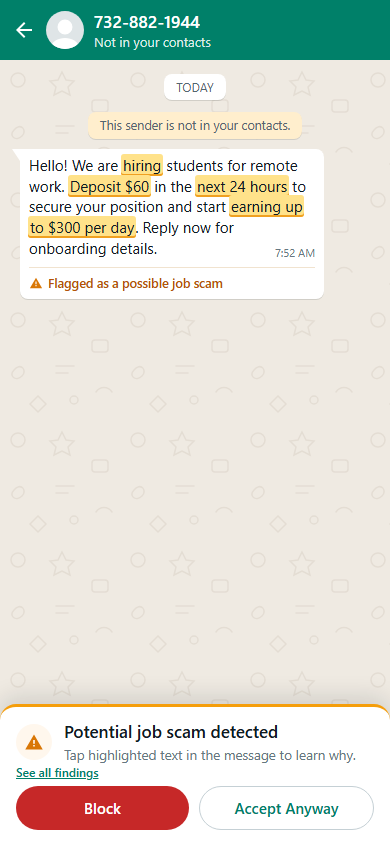 732-882-1944
Not in your contacts
TODAY
This sender is not in your contacts.
Hello! We are hiring students for remote
work. Deposit $60 in the next 24 hours to
secure your position and start earning up
to $300 per day. Reply now for
onboarding details.
7:52 AM
Flagged as a possible job scam
Potential job scam detected
Tap highlighted text in the message to learn why.
See all findings
Block
Accept Anyway